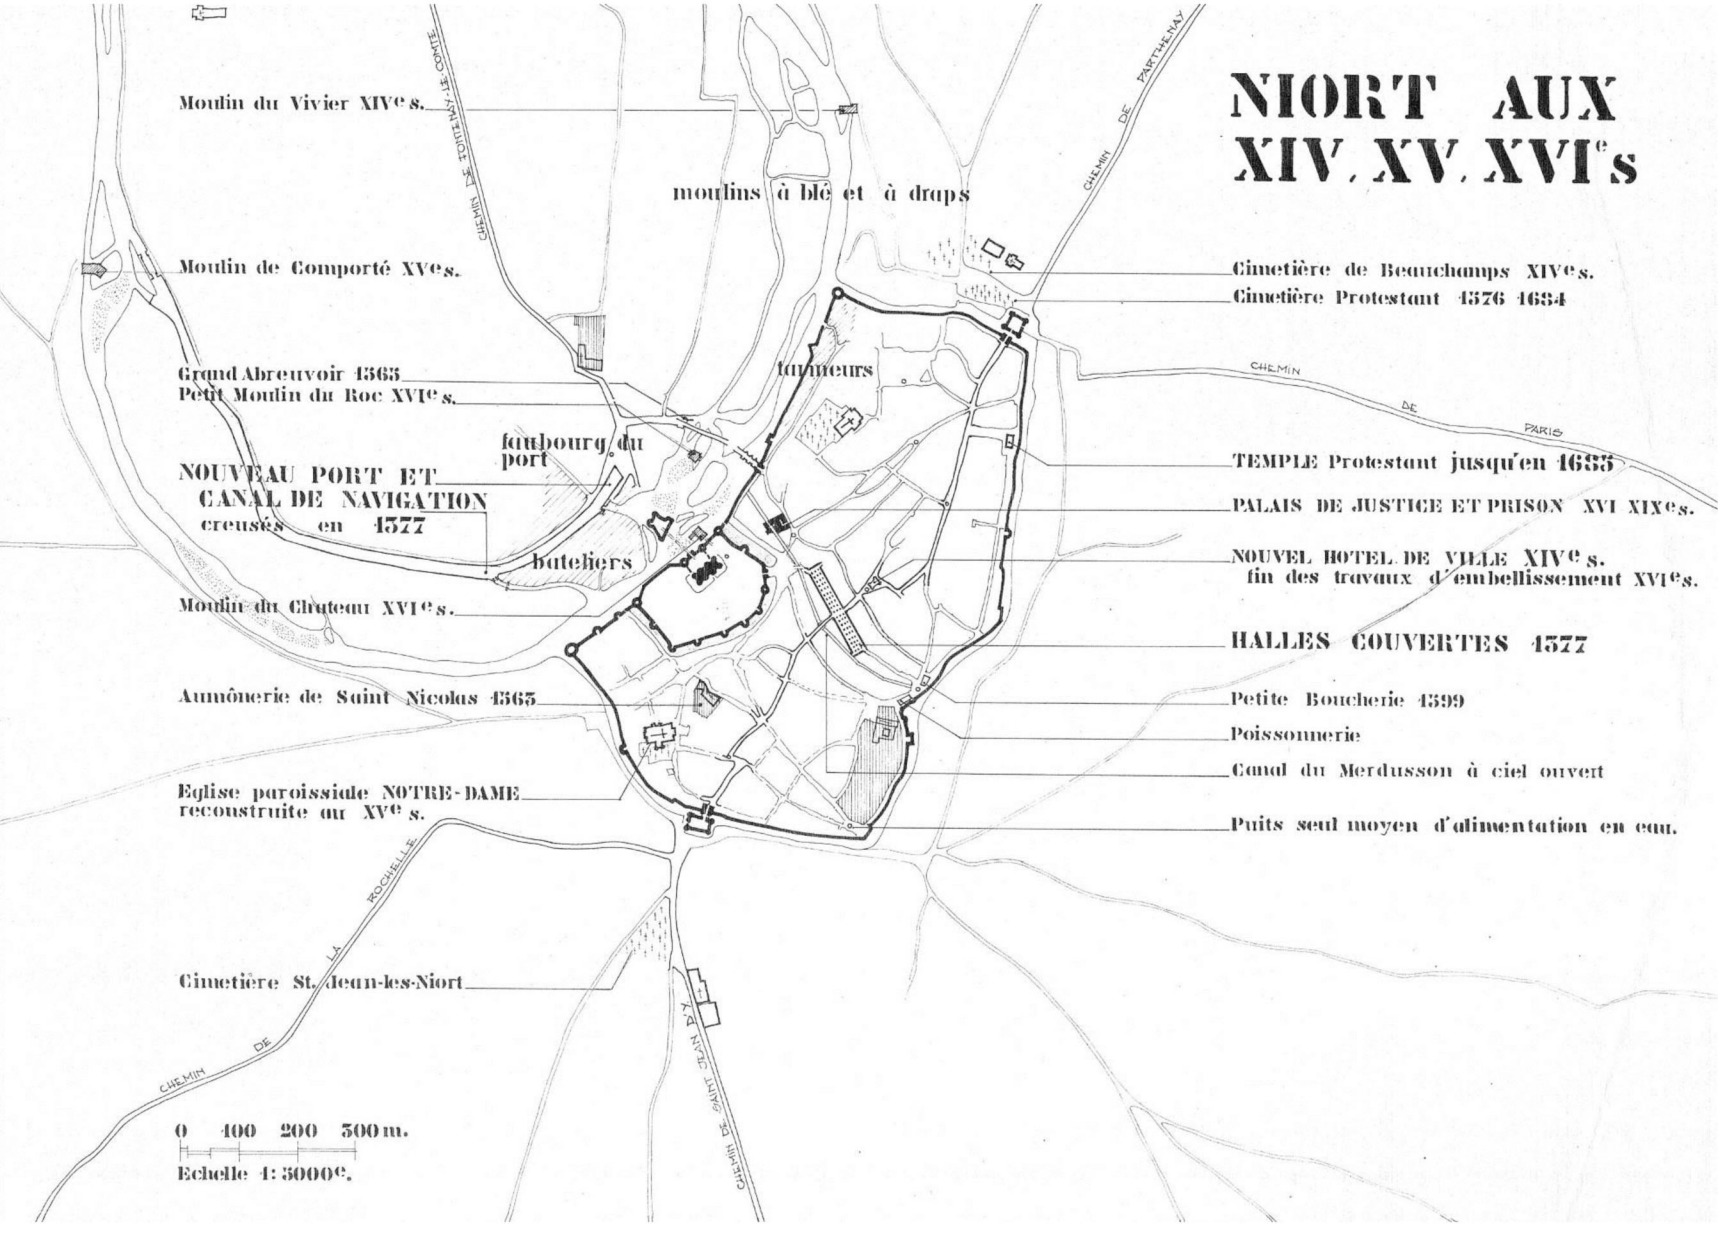 NIORT AUX
XIV, XV, XVIe s
Moulin du Vivier XIVe s.
moulins à blé et à draps
Moulin de Comporté XVe s.
Cimetière de Beauchamps XIVe s.
Cimetière Protestant 1576 1684
Grand Abreuvoir 1363
Petit Moulin du Roc XVIe s.
tanneurs
faubourg du
port
TEMPLE Protestant jusqu'en 1685
NOUVEAU PORT ET
CANAL DE NAVIGATION
creusés en 1377
PALAIS DE JUSTICE ET PRISON XVI XIXe s.
bateliers
NOUVEL HOTEL DE VILLE XIVe s.
fin des travaux d'embellissement XVIe s.
Moulin du Chateau XVIe s.
HALLES COUVERTES 1377
Aumônerie de Saint Nicolas 1363
Petite Boucherie 1399
Poissonnerie
Canal du Merdusson à ciel ouvert
Eglise paroissiale NOTRE-DAME
reconstruite au XVe s.
Puits seul moyen d'alimentation en eau.
Cimetière St. Jean-les-Niort
CHEMIN DE FONTENAY-LE-COMTE
CHEMIN DE PARTHENAY
CHEMIN DE PARIS
CHEMIN DE LA ROCHELLE
CHEMIN DE SAINT JEAN D'Y.
0 100 200 300 m.
Echelle 1:5000e.